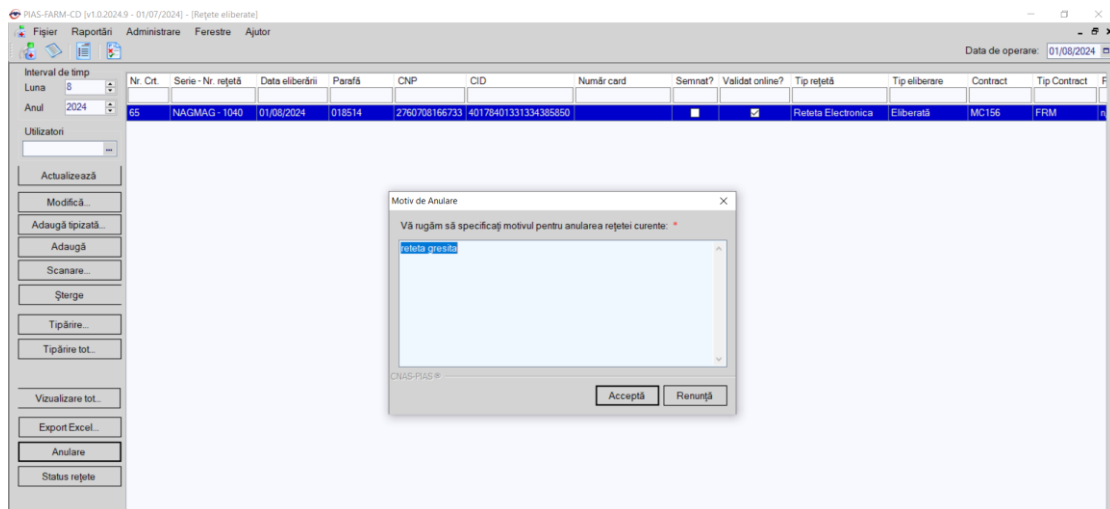 PIAS-FARM-CD [v1.0.2024.9 - 01/07/2024] - [Rețete eliberate]
Fișier Raportări Administrare Ferestre Ajutor
Data de operare: 01/08/2024
Interval de timp
Luna 8
Anul 2024
Utilizatori
...
Actualizează
Modifică...
Adaugă tipizată...
Adaugă
Scanare...
Șterge
Tipărire...
Tipărire tot...
Vizualizare tot...
Export Excel...
Anulare
Status rețete
Nr. Crt. Serie - Nr. rețetă Data eliberării Parafă CNP CID Număr card Semnat? Validat online? Tip rețetă Tip eliberare Contract Tip Contract
65 NAGMAG - 1040 01/08/2024 018514 2760708166733 40178401331334385850 Reteta Electronica Eliberată MC156 FRM
Motiv de Anulare
Vă rugăm să specificați motivul pentru anularea rețetei curente: *
reteta gresita
CNAS-PIAS®
Acceptă Renunță